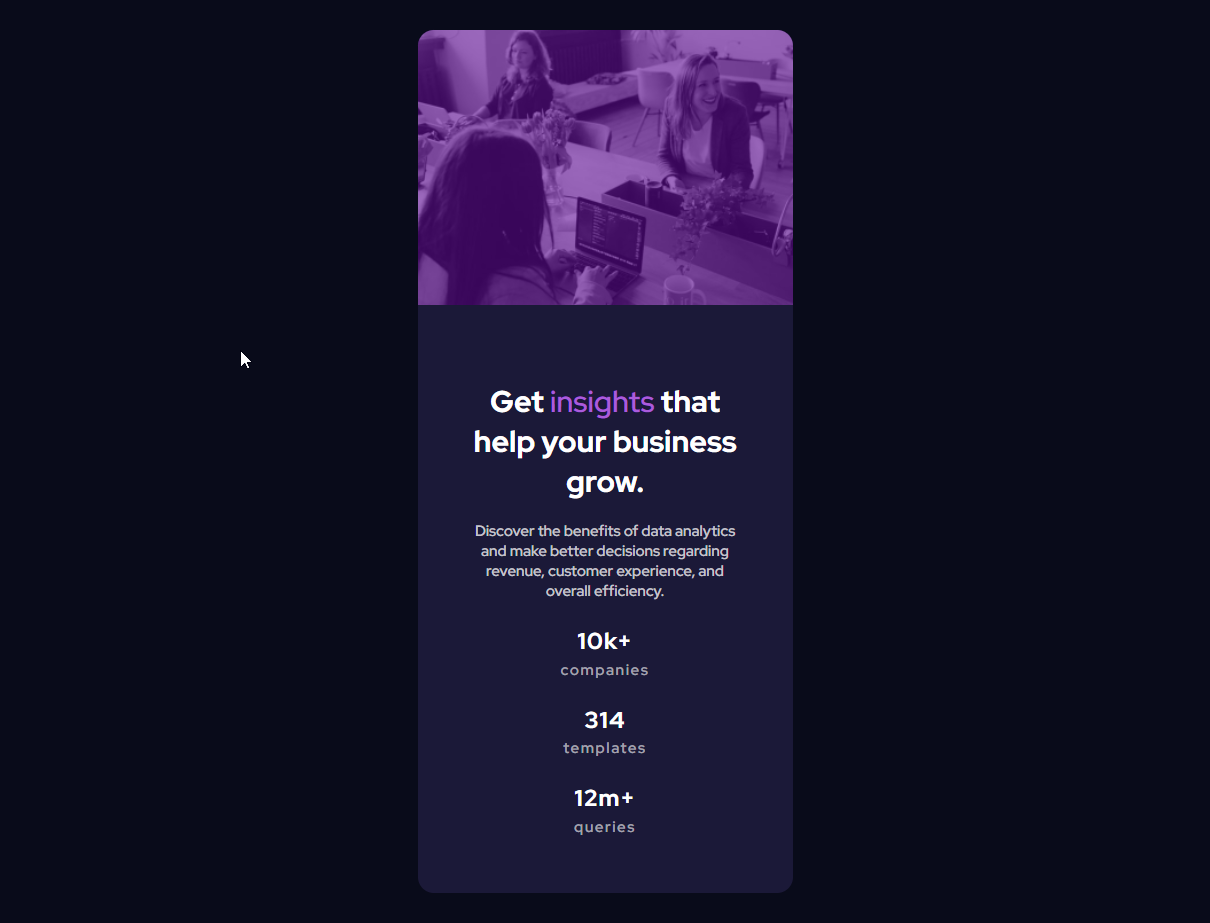 Get insights that
help your business
grow.
Discover the benefits of data analytics
and make better decisions regarding
revenue, customer experience, and
overall efficiency.
10k+
companies
314
templates
12m+
queries